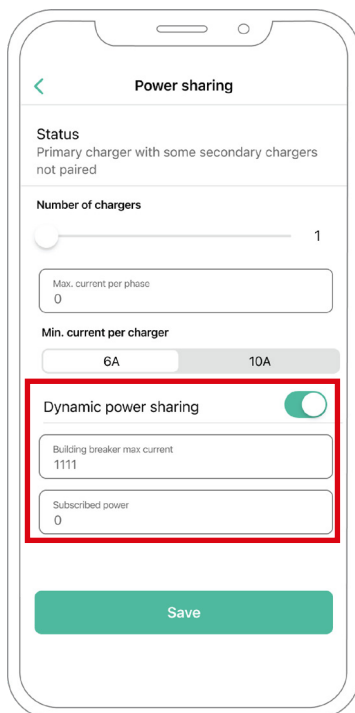 Power sharing
Status
Primary charger with some secondary chargers
not paired
Number of chargers
1
Max. current per phase
0
Min. current per charger
6A
10A
Dynamic power sharing
Building breaker max current
1111
Subscribed power
0
Save